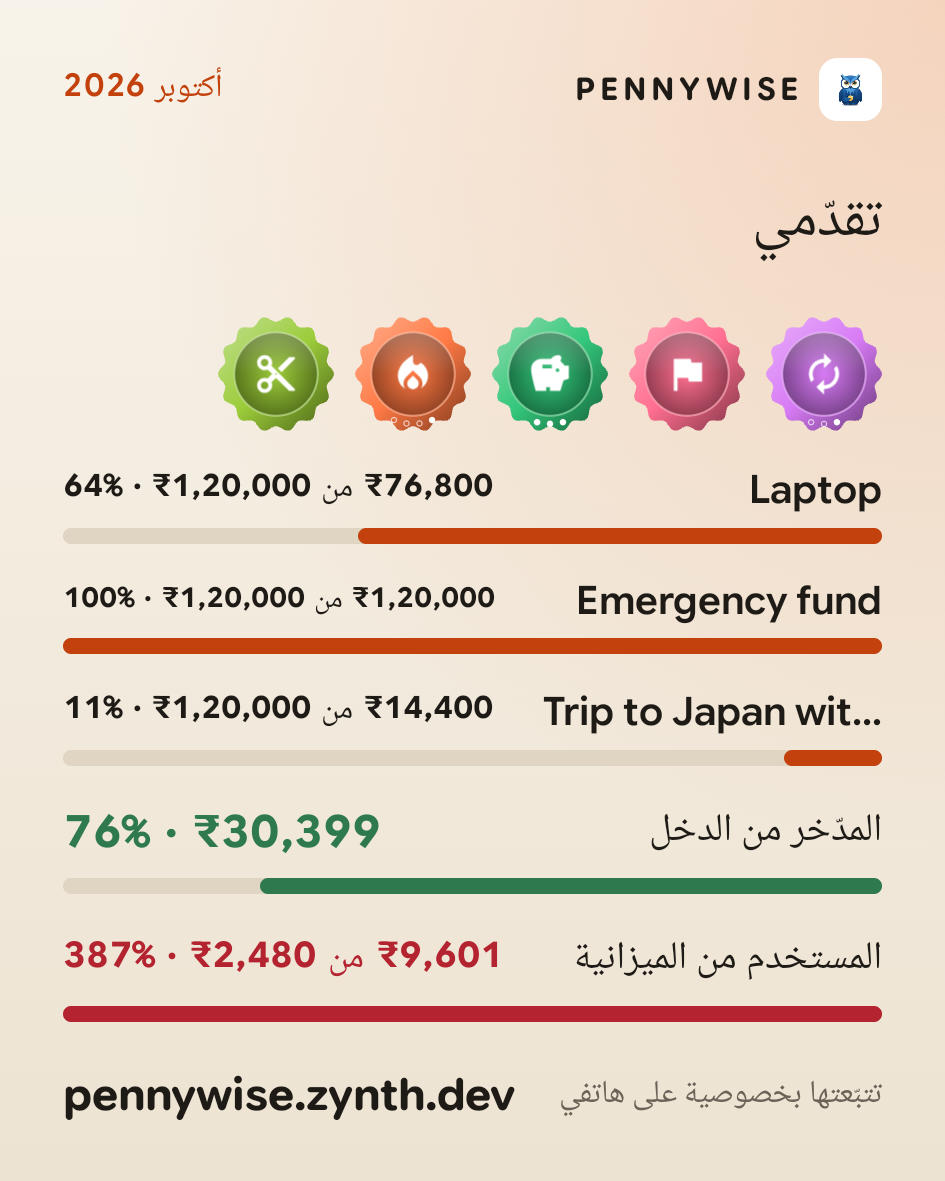 PENNYWISE
أكتوبر 2026
تقدّمي
Laptop
₹76,800 من ₹1,20,000 · 64%
Emergency fund
₹1,20,000 من ₹1,20,000 · 100%
Trip to Japan wit...
₹14,400 من ₹1,20,000 · 11%
المدّخر من الدخل
₹30,399 · 76%
المستخدم من الميزانية
₹9,601 من ₹2,480 · 387%
تتبّعتها بخصوصية على هاتفي
pennywise.zynth.dev